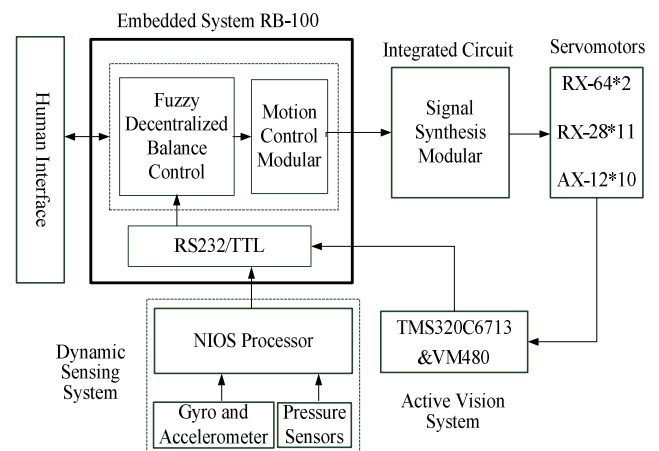 Embedded System RB-100
Integrated Circuit
Servomotors
Human Interface
Fuzzy
Decentralized
Balance
Control
Motion
Control
Modular
Signal
Synthesis
Modular
RX-64*2
RX-28*11
AX-12*10
RS232/TTL
Dynamic
Sensing
System
NIOS Processor
Gyro and
Accelerometer
Pressure
Sensors
TMS320C6713
&VM480
Active Vision
System